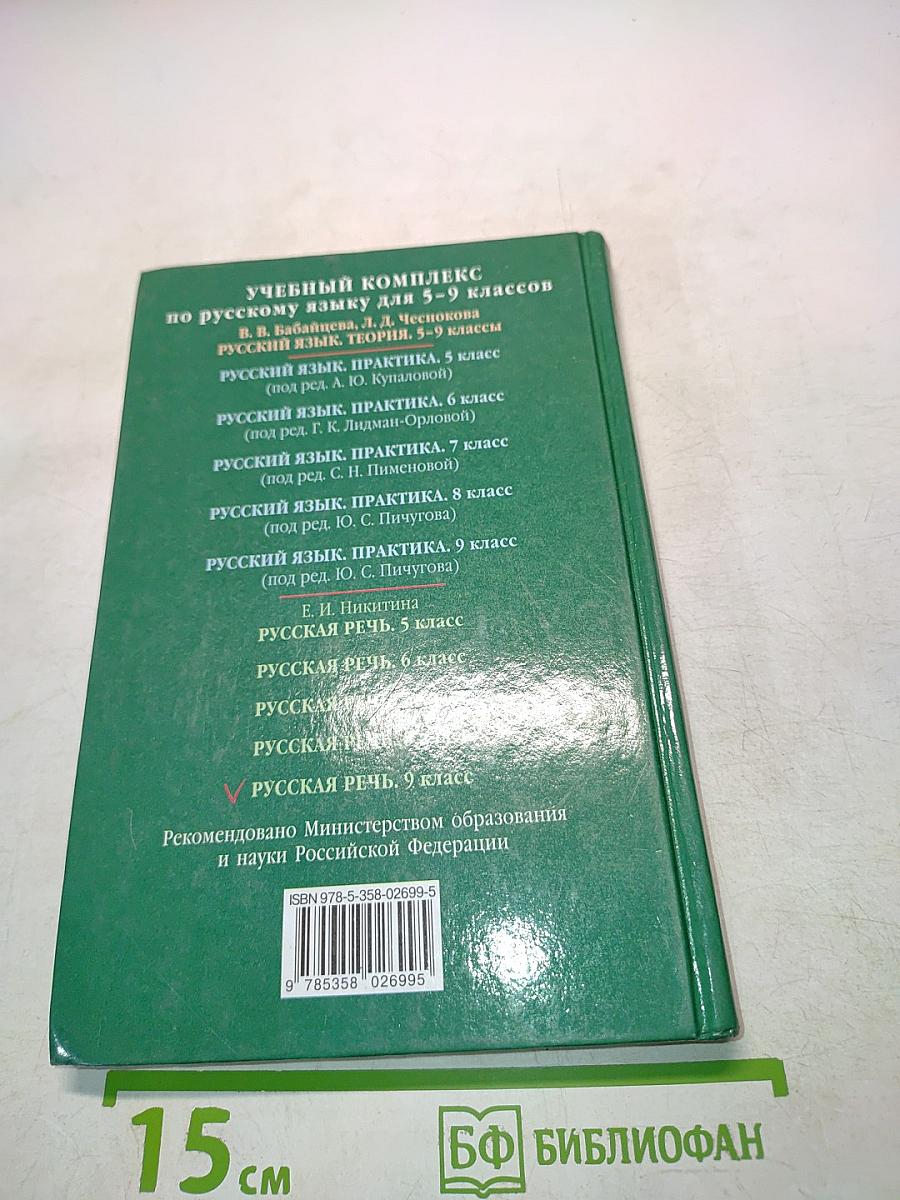 УЧЕБНЫЙ КОМПЛЕКС
по русскому языку для 5–9 классов
В. В. Бабайцева, Л. Д. Чеснокова
РУССКИЙ ЯЗЫК. ТЕОРИЯ. 5–9 классы
РУССКИЙ ЯЗЫК. ПРАКТИКА. 5 класс
(под ред. А. Ю. Купаловой)
РУССКИЙ ЯЗЫК. ПРАКТИКА. 6 класс
(под ред. Г. К. Лидман-Орловой)
РУССКИЙ ЯЗЫК. ПРАКТИКА. 7 класс
(под ред. С. Н. Пименовой)
РУССКИЙ ЯЗЫК. ПРАКТИКА. 8 класс
(под ред. Ю. С. Пичугова)
РУССКИЙ ЯЗЫК. ПРАКТИКА. 9 класс
(под ред. Ю. С. Пичугова)
Е. И. Никитина
РУССКАЯ РЕЧЬ. 5 класс
РУССКАЯ РЕЧЬ. 6 класс
РУССКАЯ
РУССКАЯ
РУССКАЯ РЕЧЬ. 9 класс
Рекомендовано Министерством образования
и науки Российской Федерации
ISBN 978-5-358-02699-5
9 785358 026995
15 см
БФ БИБЛИОФАН